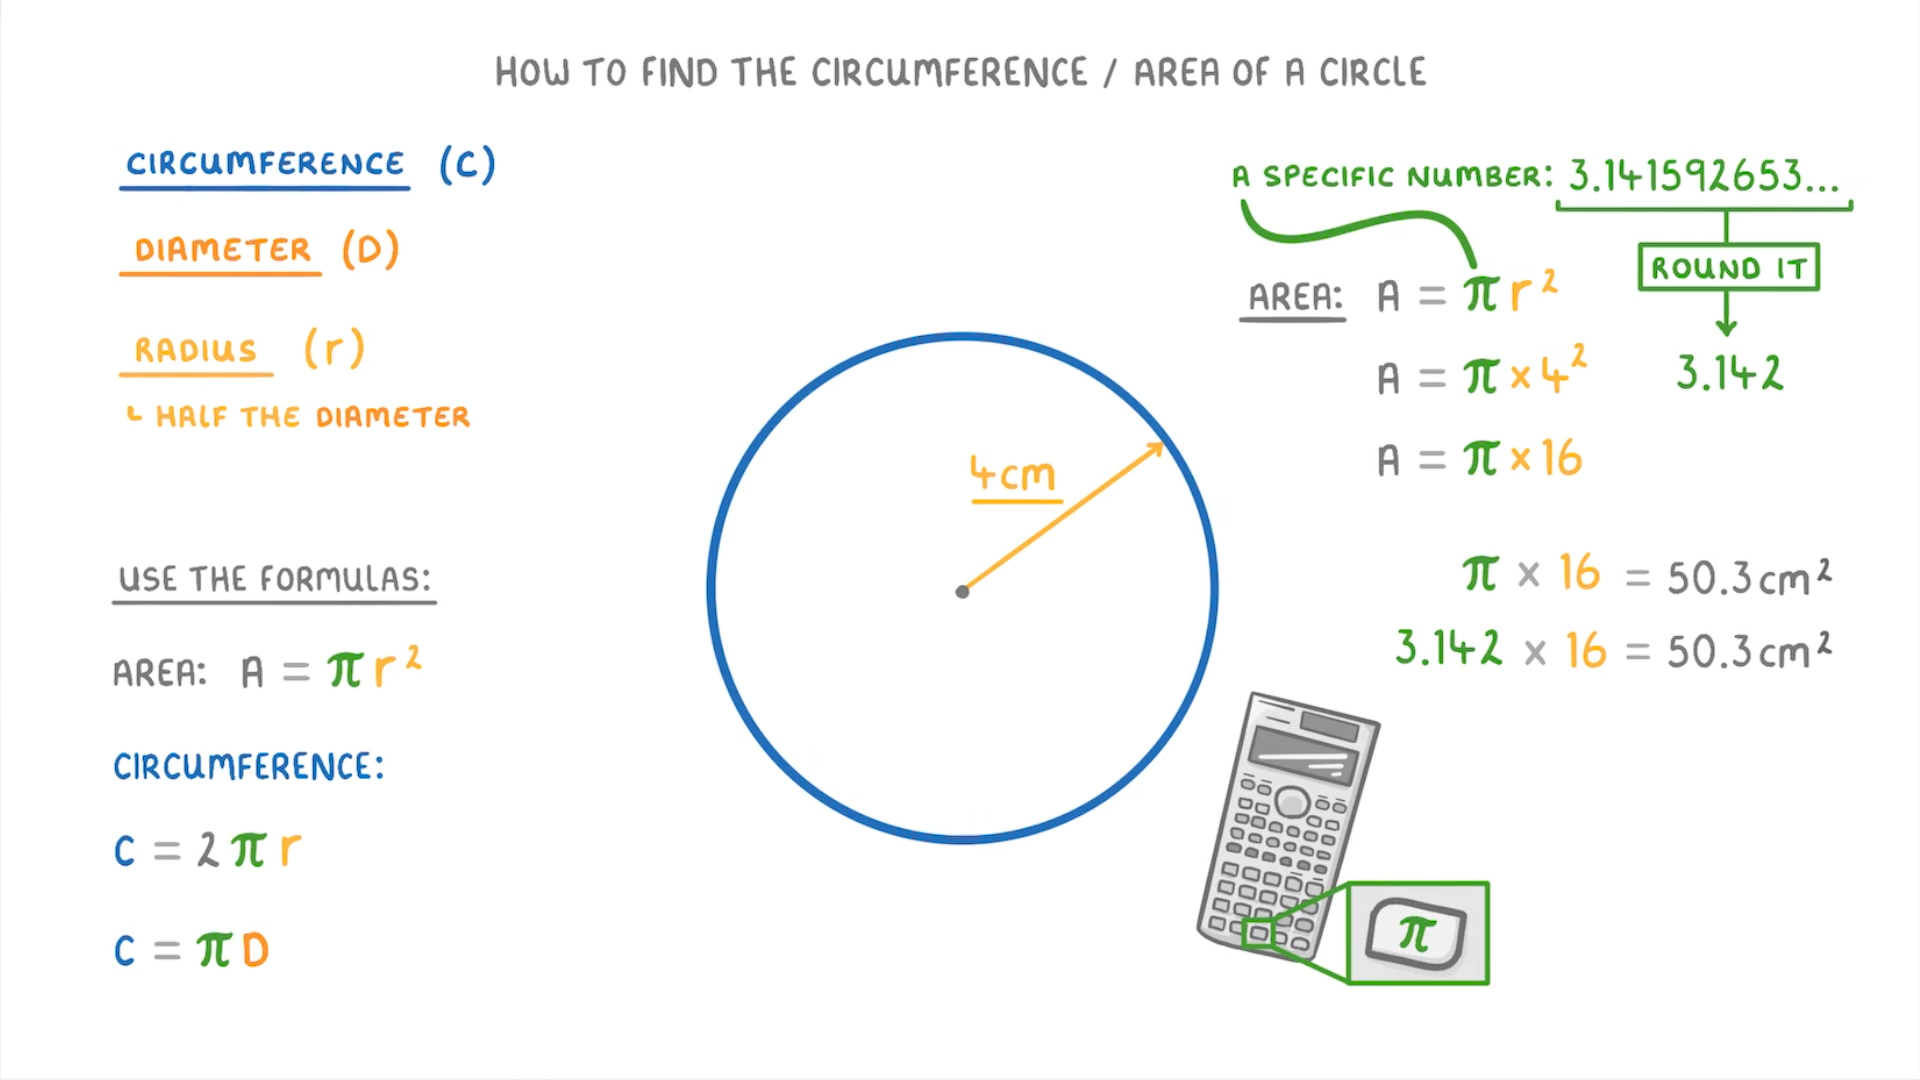 HOW TO FIND THE CIRCUMFERENCE / AREA OF A CIRCLE
CIRCUMFERENCE (C)
DIAMETER (D)
RADIUS (r)
HALF THE DIAMETER
USE THE FORMULAS:
AREA: A = πr²
CIRCUMFERENCE:
C = 2πr
C = πD
4cm
A SPECIFIC NUMBER: 3.141592653...
ROUND IT
3.142
AREA: A = πr²
A = π × 4²
A = π × 16
π × 16 = 50.3cm²
3.142 × 16 = 50.3cm²
π